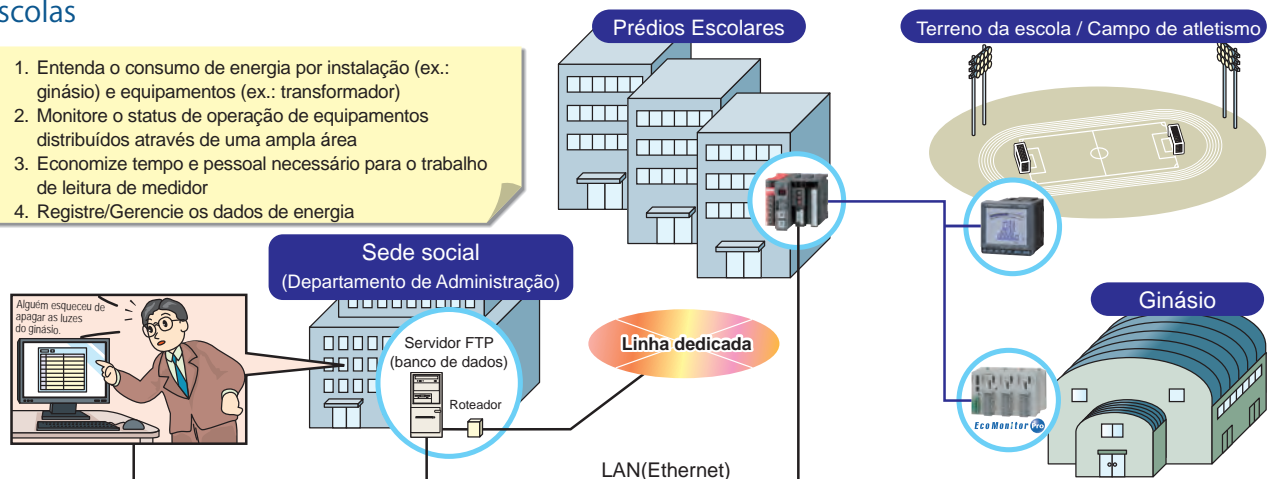 scolas
1. Entenda o consumo de energia por instalação (ex.:
ginásio) e equipamentos (ex.: transformador)
2. Monitore o status de operação de equipamentos
distribuídos através de uma ampla área
3. Economize tempo e pessoal necessário para o trabalho
de leitura de medidor
4. Registre/Gerencie os dados de energia
Prédios Escolares
Terreno da escola / Campo de atletismo
Sede social
(Departamento de Administração)
Alguém esqueceu de
apagar as luzes
do ginásio.
Servidor FTP
(banco de dados)
Roteador
Linha dedicada
Ginásio
EcoMonitor Pro
LAN(Ethernet)